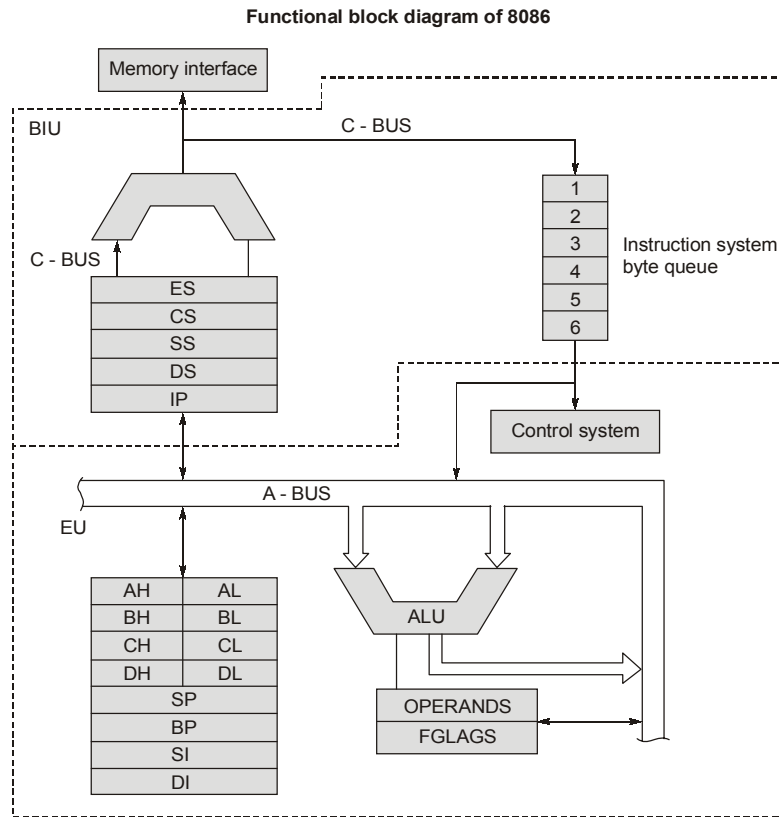 Functional block diagram of 8086
Memory interface
BIU
C - BUS
1
2
3
4
5
6
Instruction system
byte queue
C - BUS
ES
CS
SS
DS
IP
Control system
A - BUS
EU
AH AL
BH BL
CH CL
DH DL
SP
BP
SI
DI
ALU
OPERANDS
FGLAGS